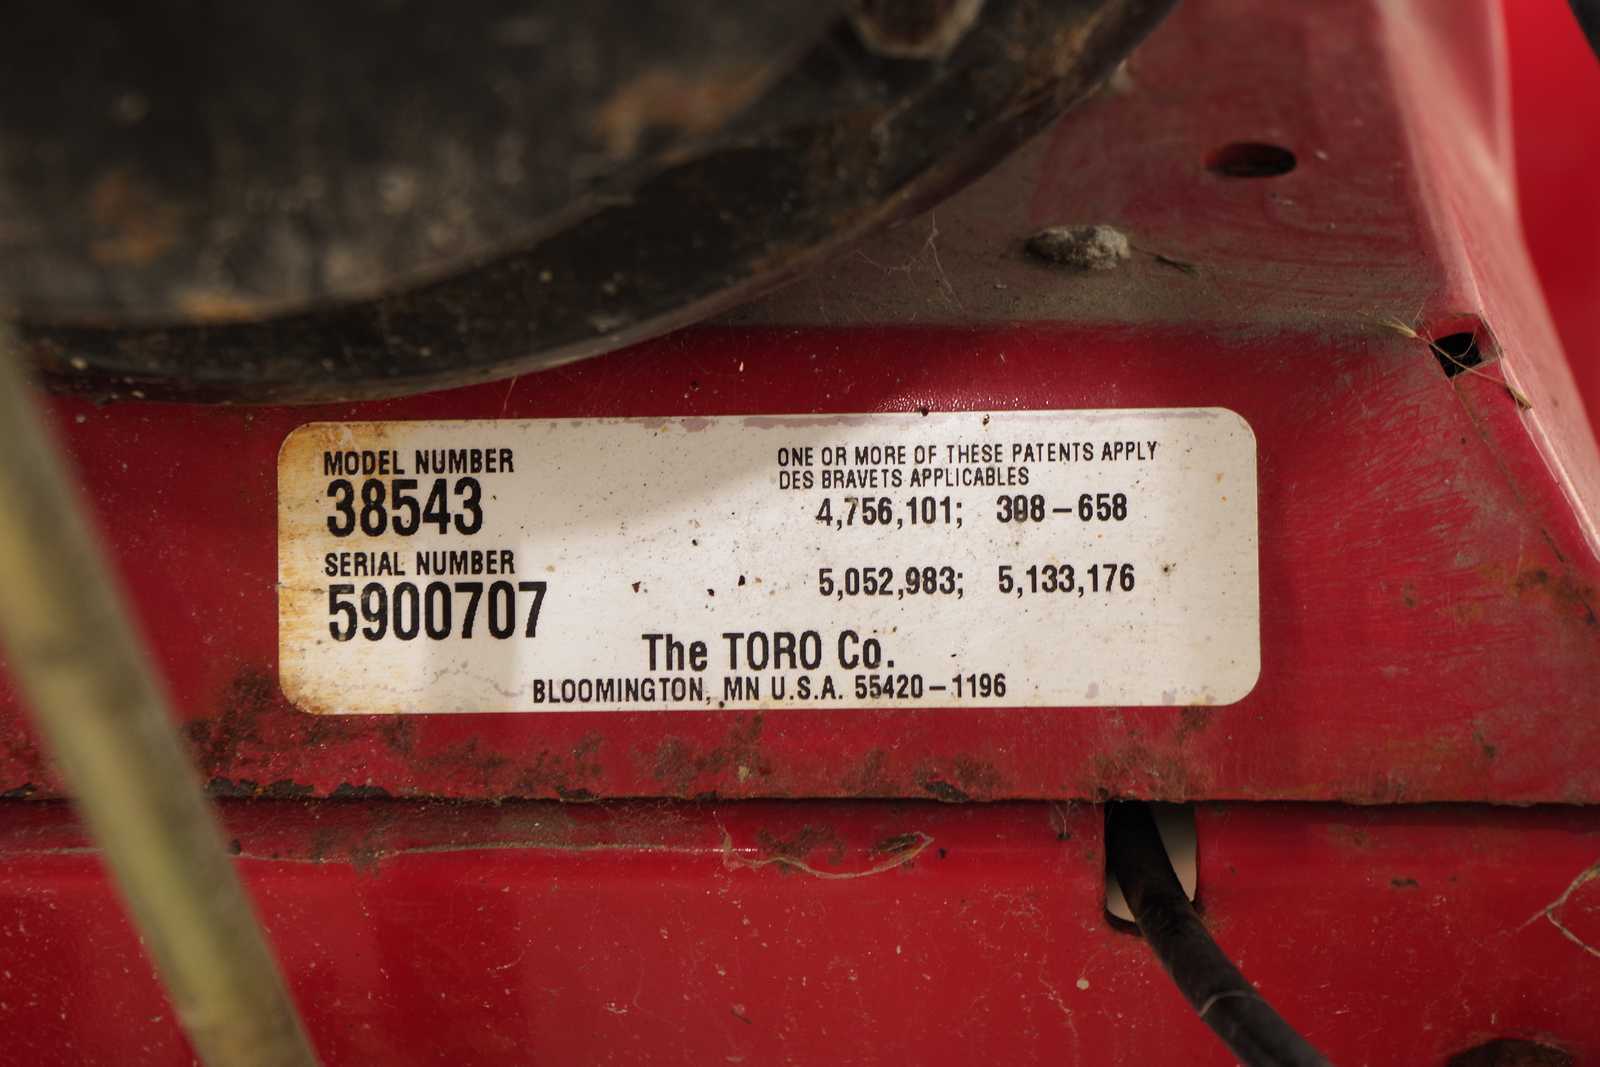 MODEL NUMBER
38543
SERIAL NUMBER
5900707
ONE OR MORE OF THESE PATENTS APPLY
DES BRAVETS APPLICABLES
4,756,101; 398-658
5,052,983; 5,133,176
The TORO Co.
BLOOMINGTON, MN U.S.A. 55420-1196